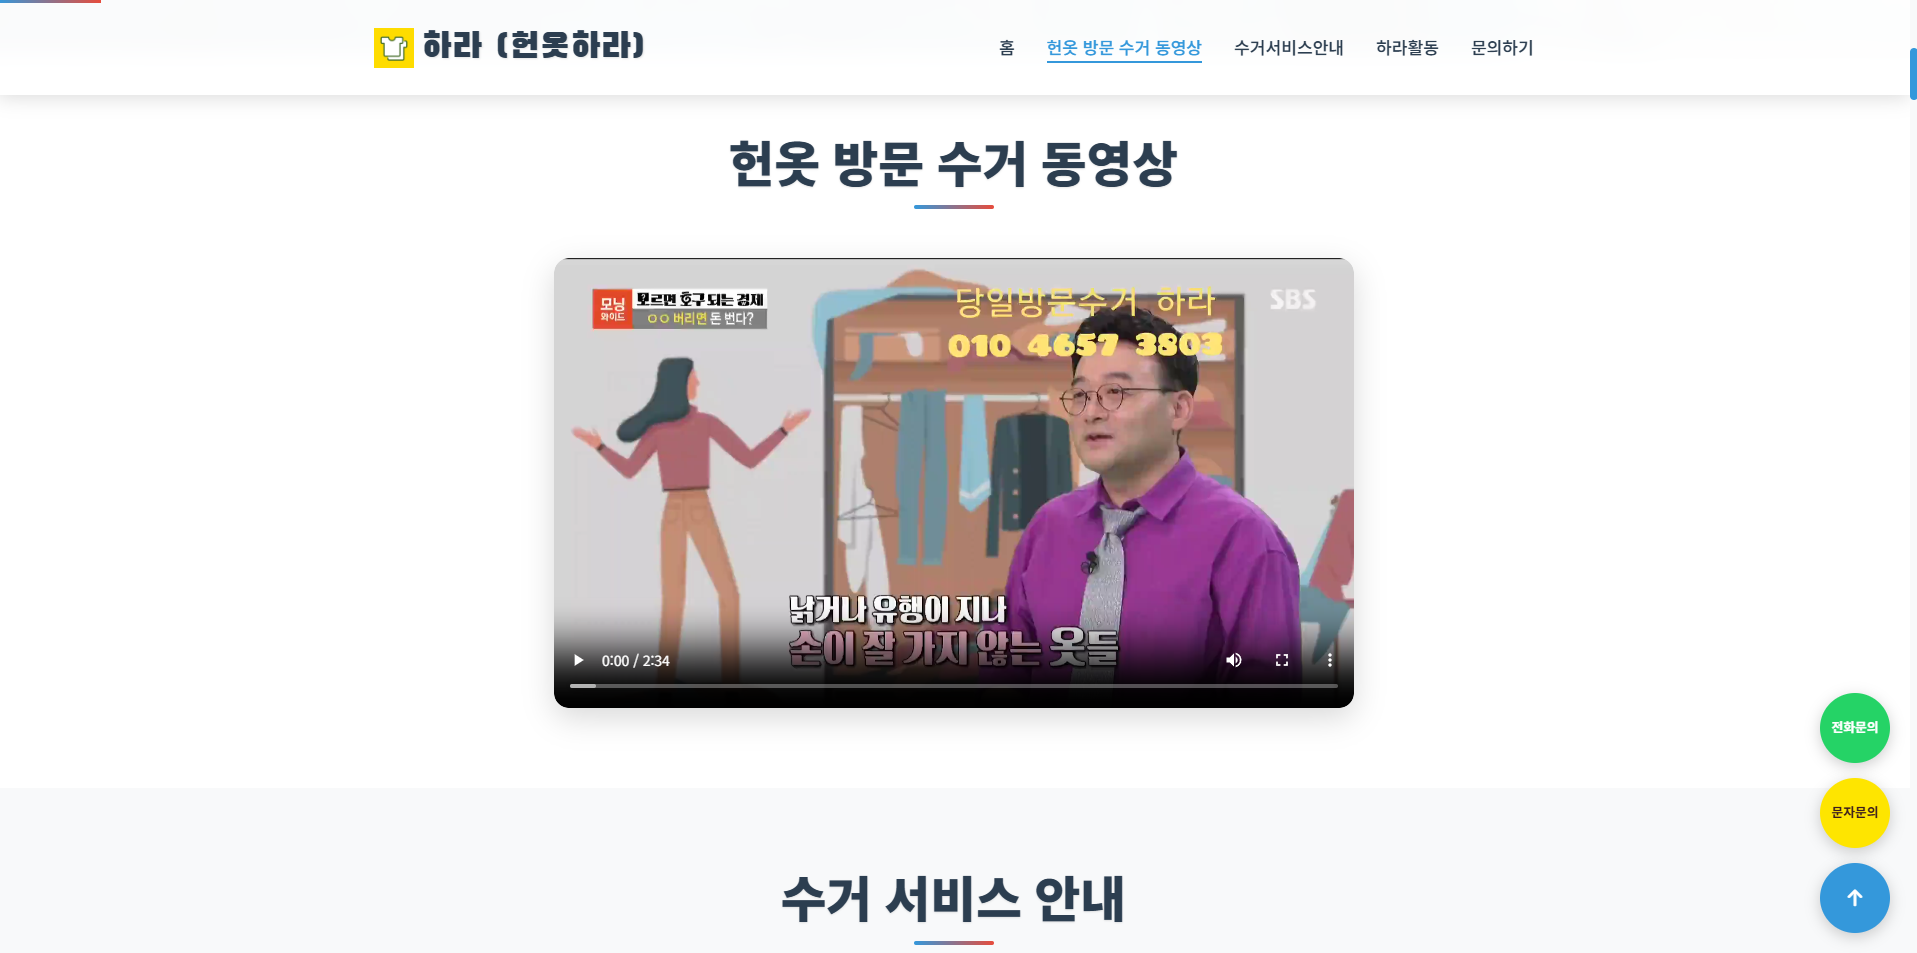 하라 (헌옷하라)
홈
헌옷 방문 수거 동영상
수거서비스안내
하라활동
문의하기
헌옷 방문 수거 동영상
모닝
와이드
모르면 호구 되는 경제
ㅇㅇ 버리면 돈 번다?
당일방문수거 하라
010 4657 3803
SBS
낡거나 유행이 지나
손이 잘 가지 않는 옷들
0:00 / 2:34
전화문의
문자문의
수거 서비스 안내